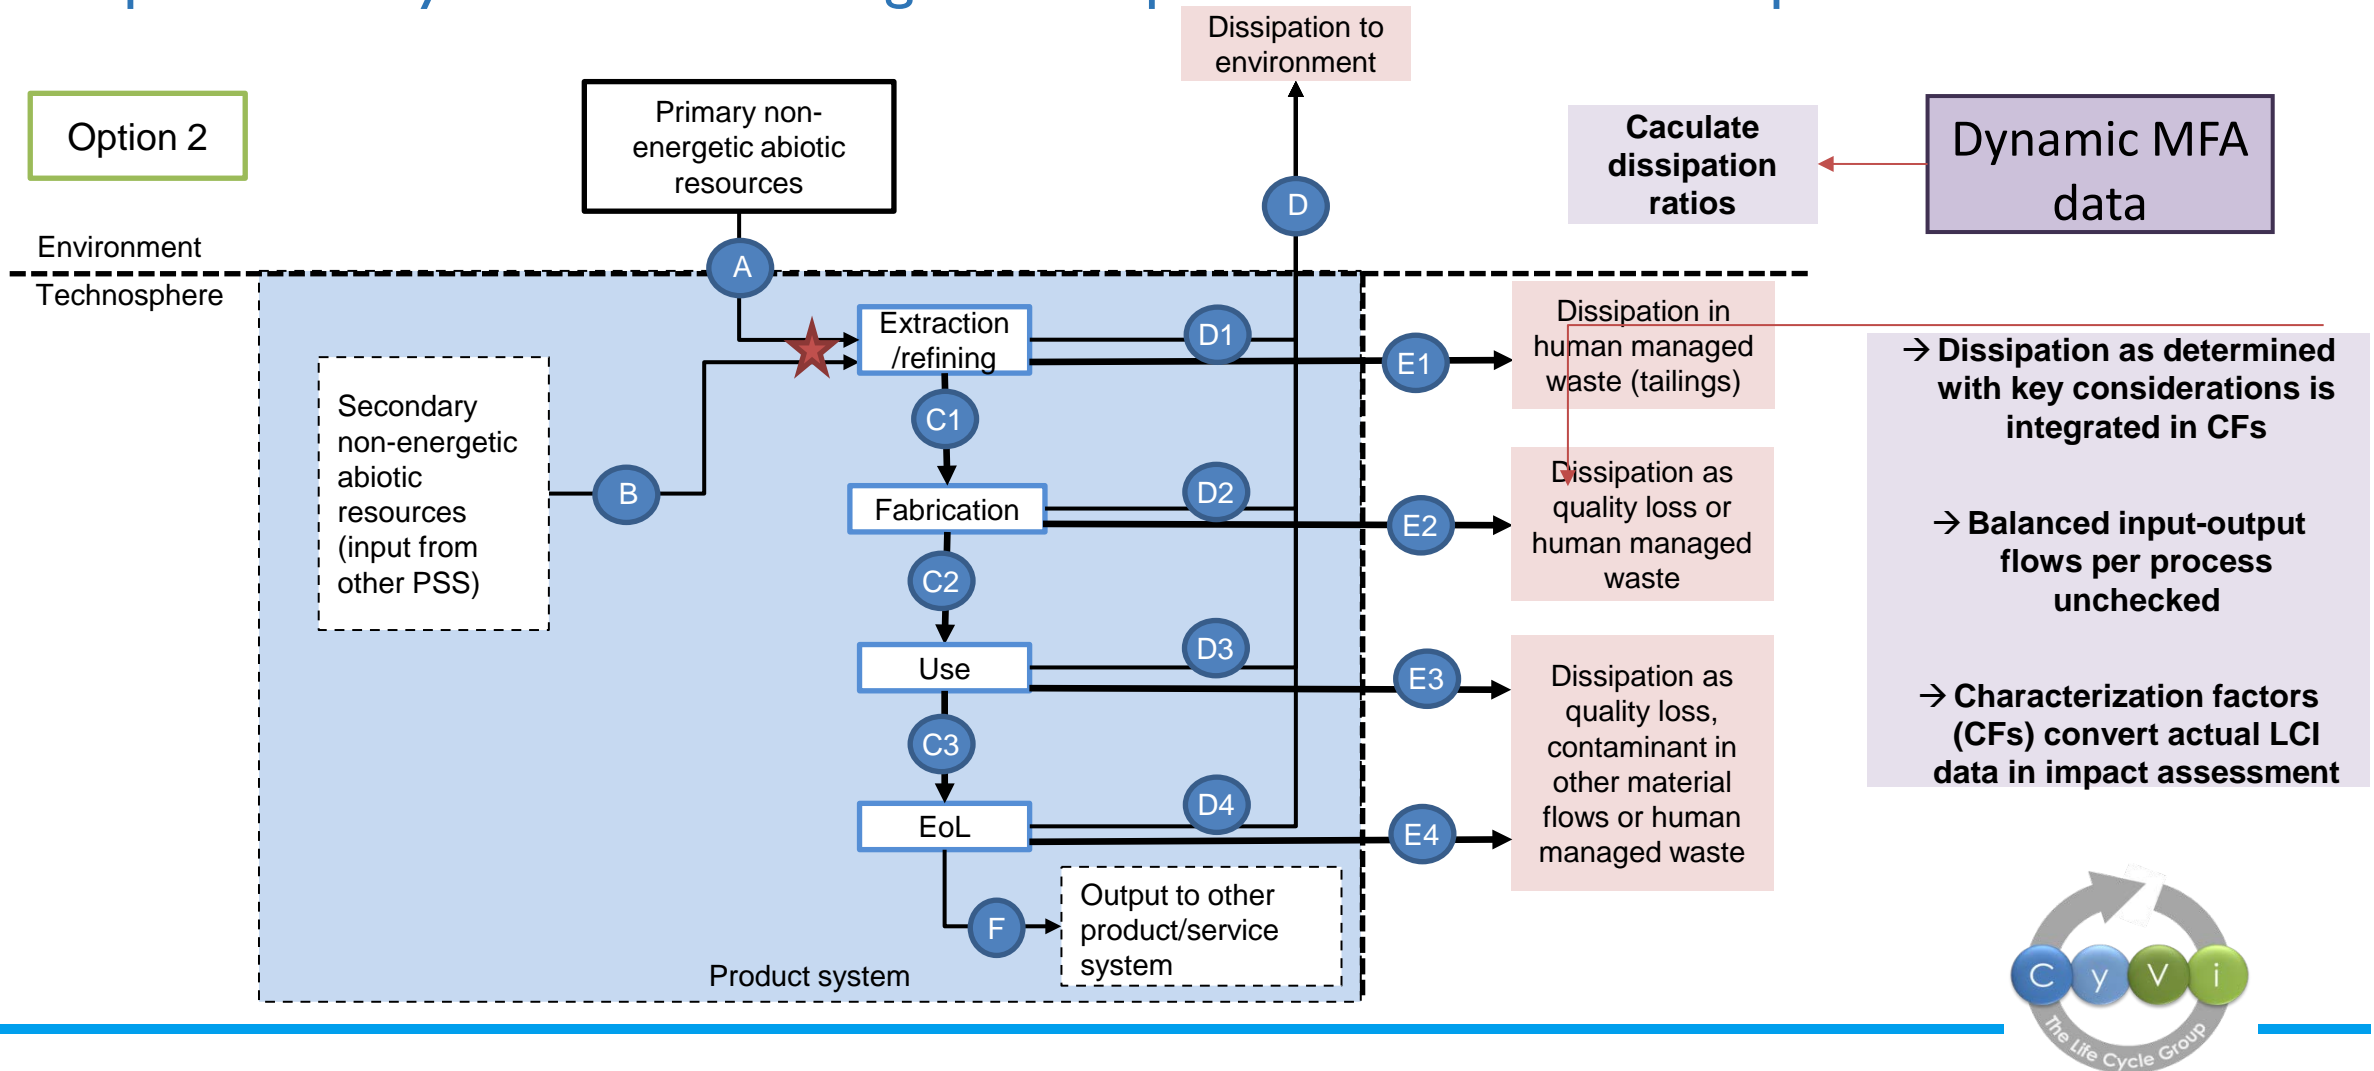 Dissipation to
environment
Option 2
Primary non-
energetic abiotic
resources
Caculate
dissipation
ratios
Dynamic MFA
data
D
Environment
A
Technosphere
Extraction
/refining
D1
E1
Dissipation in
human managed
waste (tailings)
Secondary
non-energetic
abiotic
resources
(input from
other PSS)
B
C1
Fabrication
D2
E2
Dissipation as
quality loss or
human managed
waste
C2
Use
D3
E3
Dissipation as
quality loss,
contaminant in
other material
flows or human
managed waste
C3
EoL
D4
E4
F
Output to other
product/service
system
Product system
→ Dissipation as determined
with key considerations is
integrated in CFs
→ Balanced input-output
flows per process
unchecked
→ Characterization factors
(CFs) convert actual LCI
data in impact assessment
C y V i
The Life Cycle Group